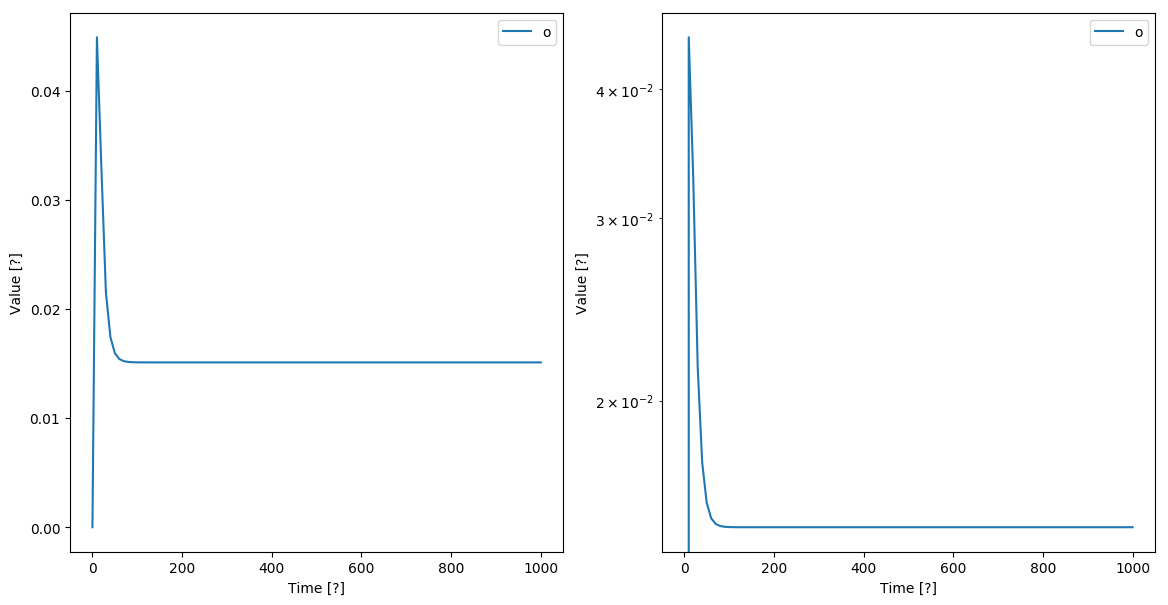 o
0.04
0.03
0.02
0.01
0.00
Value [?]
0 200 400 600 800 1000
Time [?]
o
4 × 10⁻²
3 × 10⁻²
2 × 10⁻²
Value [?]
0 200 400 600 800 1000
Time [?]